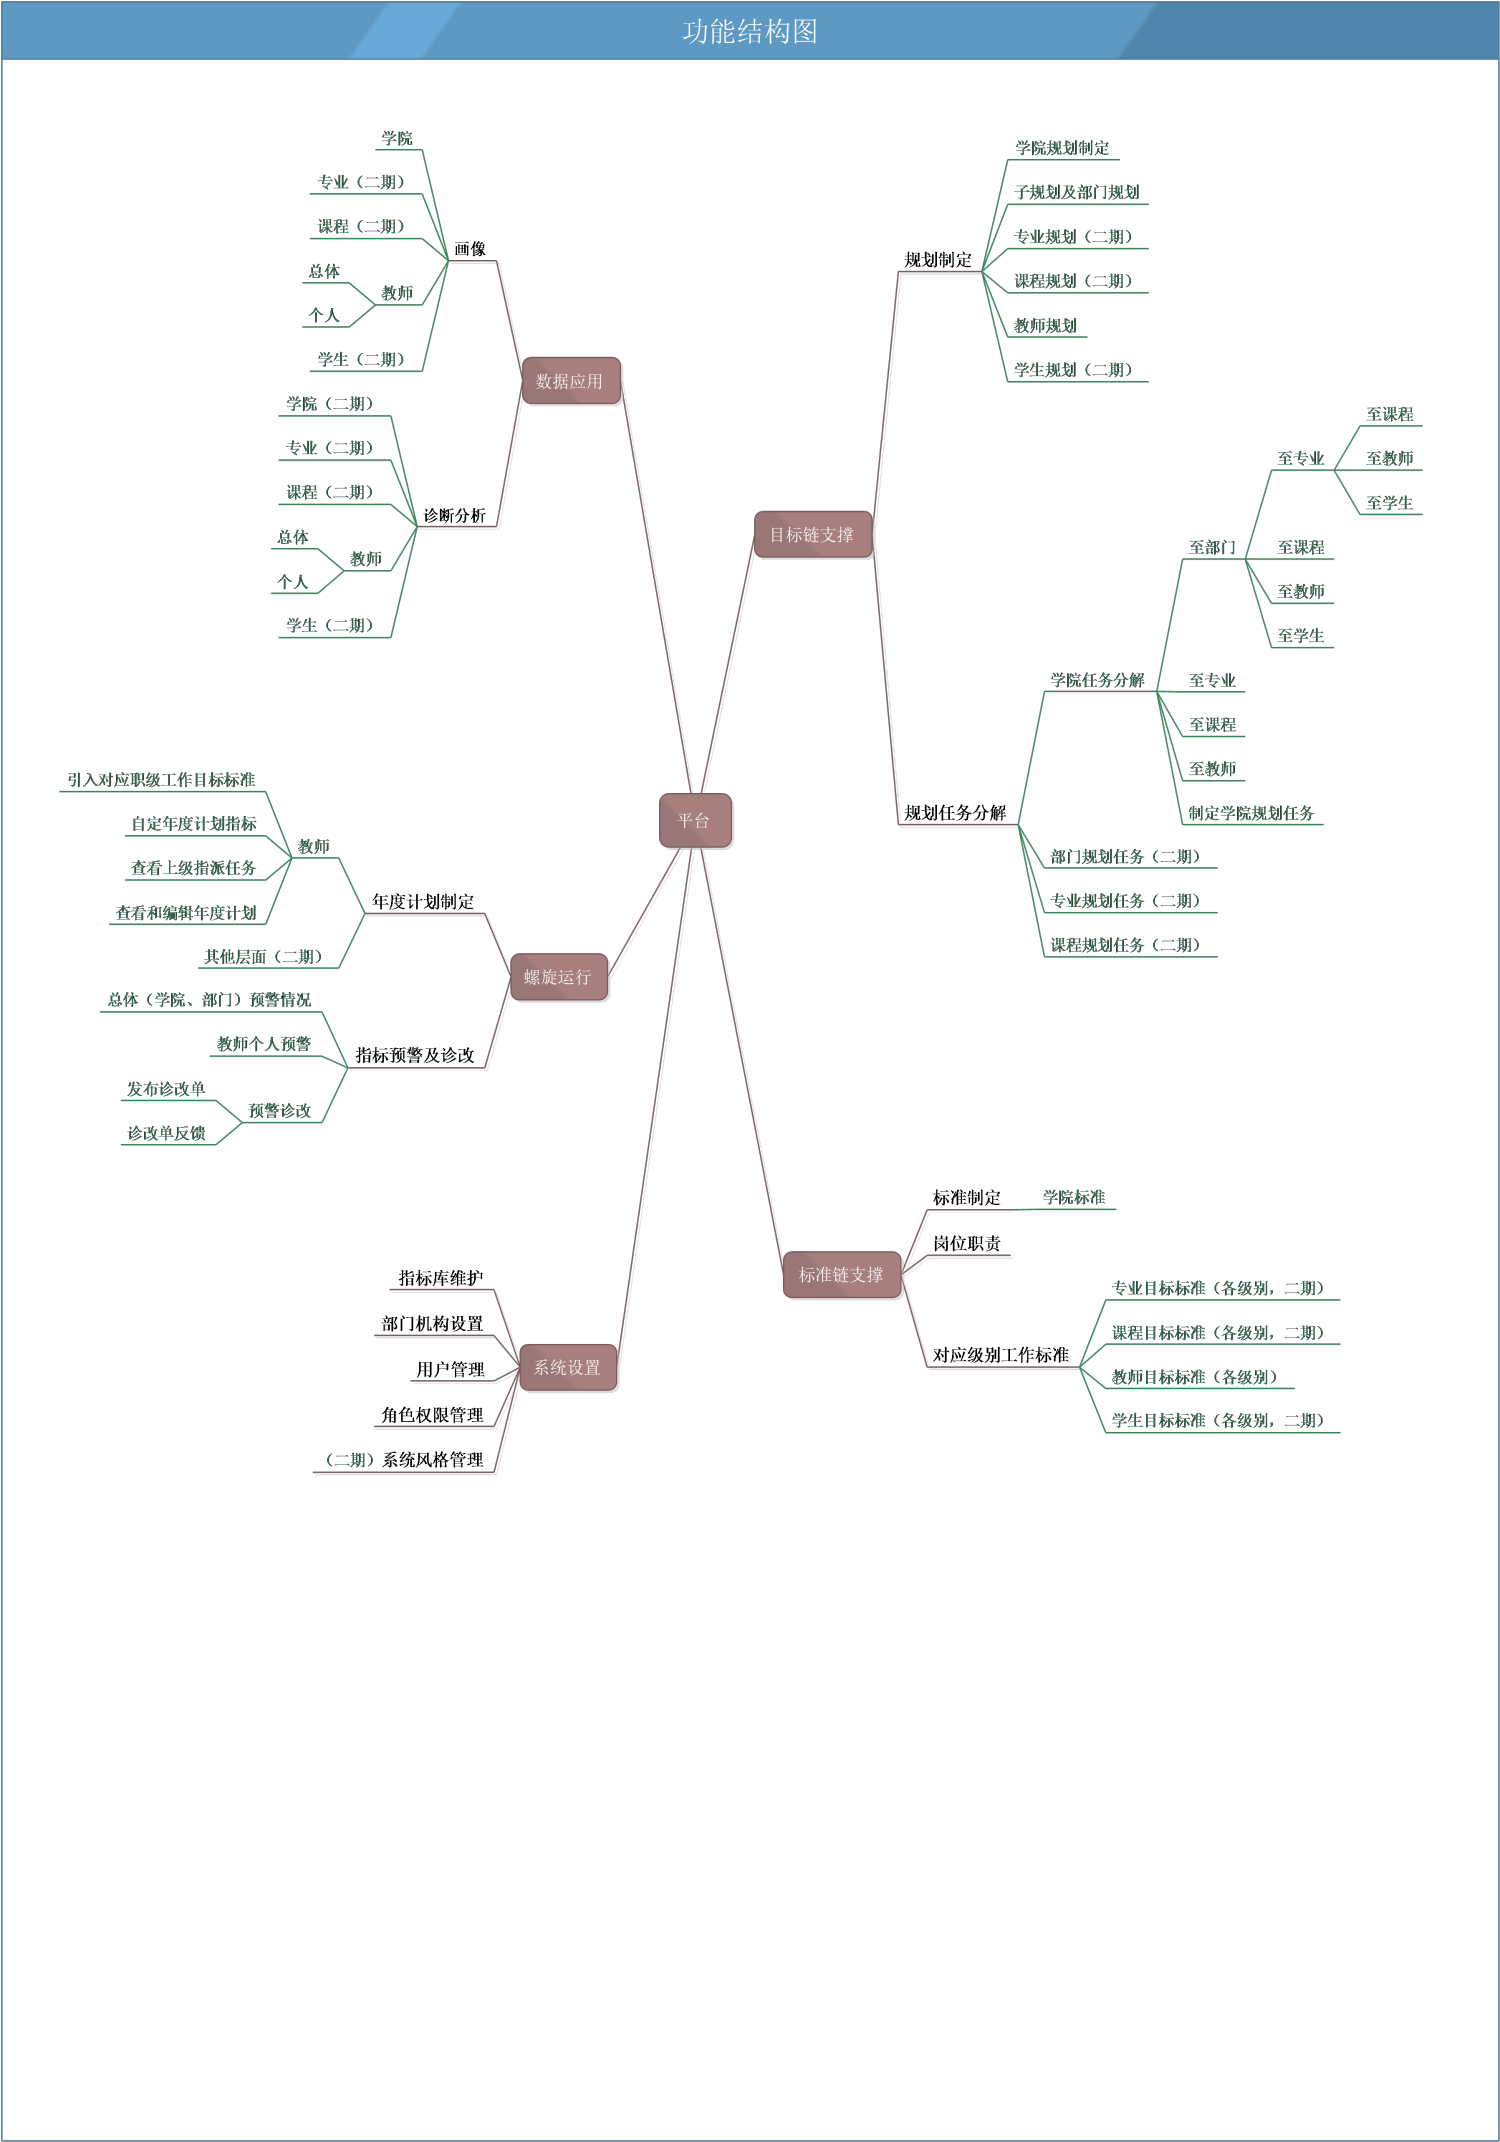 功能结构图
学院
专业（二期）
课程（二期）
总体
个人
教师
学生（二期）
画像
学院（二期）
专业（二期）
课程（二期）
总体
个人
教师
学生（二期）
诊断分析
数据应用
学院规划制定
子规划及部门规划
专业规划（二期）
课程规划（二期）
教师规划
学生规划（二期）
规划制定
目标链支撑
至课程
至教师
至学生
至专业
至部门
至课程
至教师
至学生
学院任务分解
至专业
至课程
至教师
制定学院规划任务
规划任务分解
部门规划任务（二期）
专业规划任务（二期）
课程规划任务（二期）
平台
引入对应职级工作目标标准
自定年度计划指标
查看上级指派任务
查看和编辑年度计划
教师
其他层面（二期）
年度计划制定
螺旋运行
总体（学院、部门）预警情况
教师个人预警
发布诊改单
诊改单反馈
预警诊改
指标预警及诊改
标准制定
学院标准
岗位职责
标准链支撑
对应级别工作标准
专业目标标准（各级别，二期）
课程目标标准（各级别，二期）
教师目标标准（各级别）
学生目标标准（各级别，二期）
指标库维护
部门机构设置
用户管理
角色权限管理
（二期）系统风格管理
系统设置